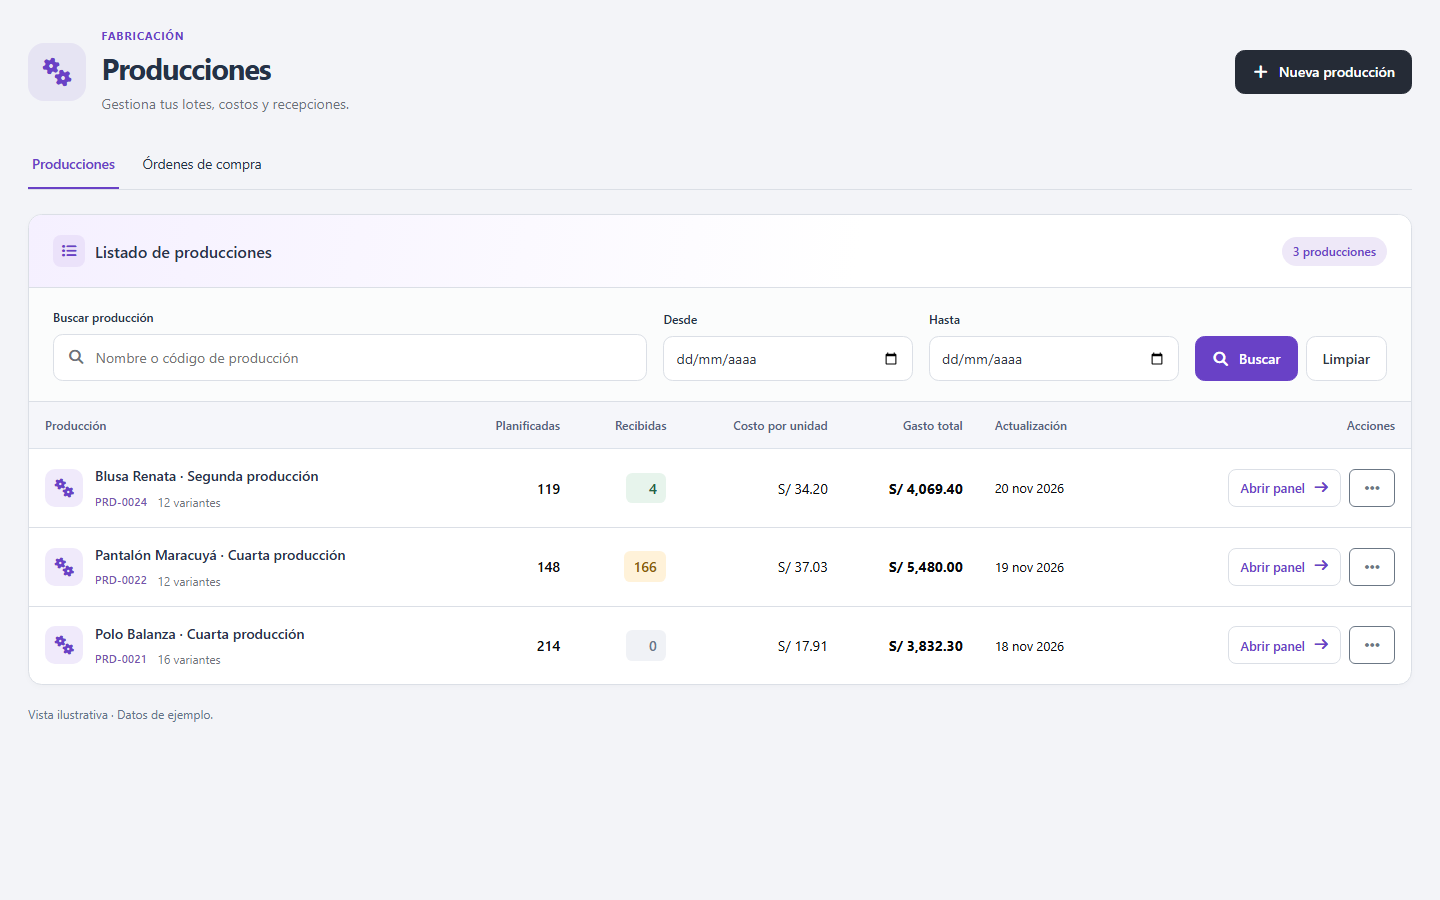 FABRICACIÓN
Producciones
Gestiona tus lotes, costos y recepciones.
Nueva producción
Producciones
Órdenes de compra
Listado de producciones
3 producciones
Buscar producción
Desde
Hasta
Nombre o código de producción
dd/mm/aaaa
dd/mm/aaaa
Buscar
Limpiar
Producción Planificadas Recibidas Costo por unidad Gasto total Actualización Acciones
Blusa Renata · Segunda producción
PRD-0024 12 variantes
119 4 S/ 34.20 S/ 4,069.40 20 nov 2026 Abrir panel
Pantalón Maracuyá · Cuarta producción
PRD-0022 12 variantes
148 166 S/ 37.03 S/ 5,480.00 19 nov 2026 Abrir panel
Polo Balanza · Cuarta producción
PRD-0021 16 variantes
214 0 S/ 17.91 S/ 3,832.30 18 nov 2026 Abrir panel
Vista ilustrativa · Datos de ejemplo.